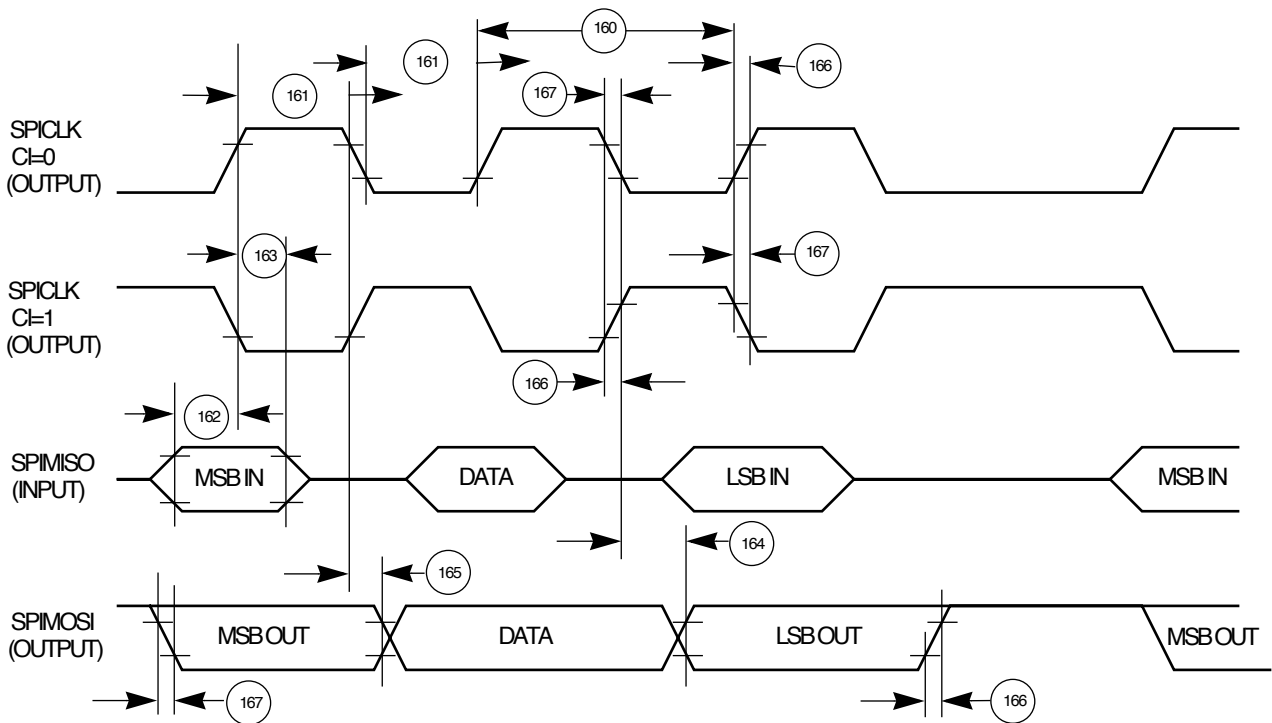 160
161
161
166
167
SPICLK
CI=0
(OUTPUT)
163
167
SPICLK
CI=1
(OUTPUT)
166
162
SPIMISO
(INPUT)
MSB IN
DATA
LSB IN
MSB IN
164
165
SPIMOSI
(OUTPUT)
MSB OUT
DATA
LSB OUT
MSB OUT
167
166